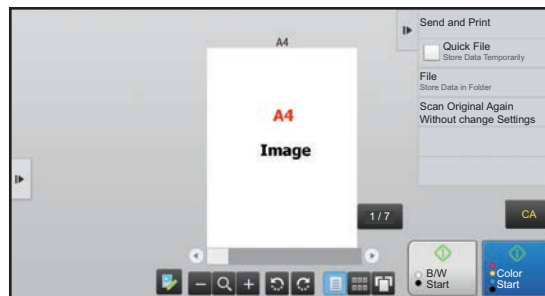 A4
A4
Image
1 / 7
Send and Print
Quick File
Store Data Temporarily
File
Store Data in Folder
Scan Original Again
Without change Settings
CA
B/W
Start
Color
Start